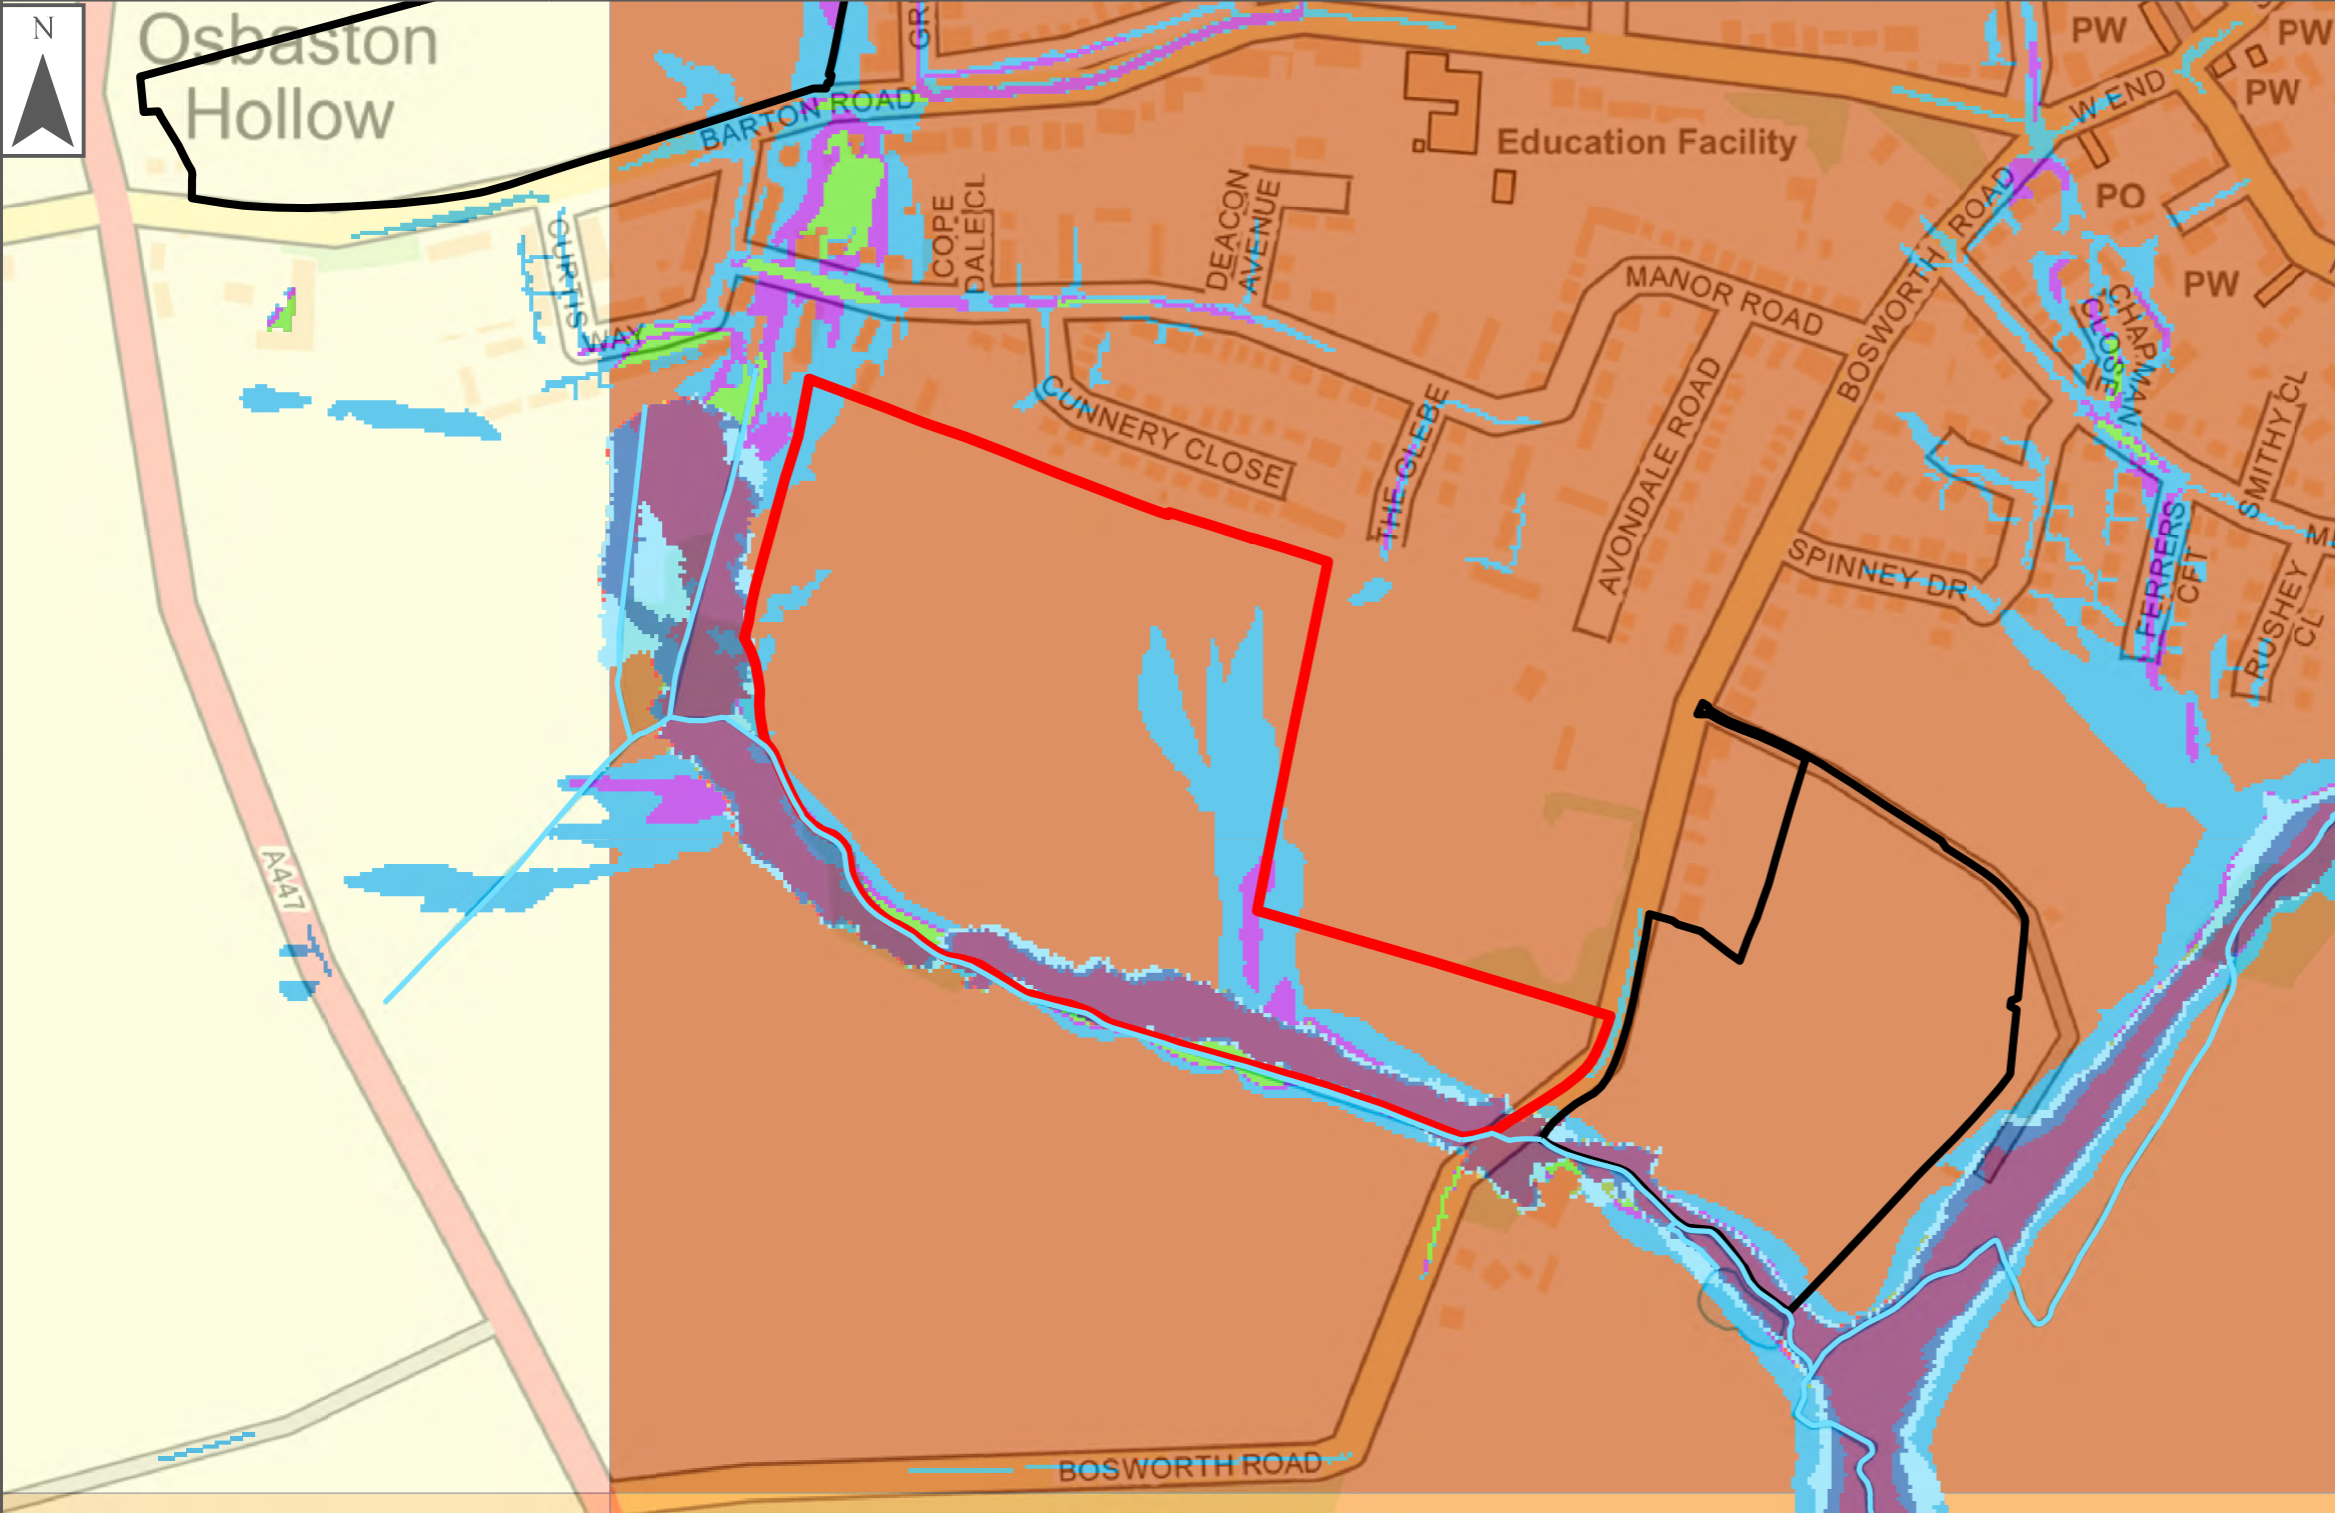 N
Osbaston
Hollow
GR
BARTON ROAD
PW
PW
PW
W END
Education Facility
PO
PW
CURTIS
WAY
COPE
DALE CL
DEACON
AVENUE
MANOR ROAD
BOSWORTH ROAD
CHAPMAN
CLOSE
CUNNERY CLOSE
THE GLEBE
AVONDALE ROAD
SMITHY CL
SPINNEY DR
FERRERS
CFT
RUSHEY
CL
A447
BOSWORTH ROAD